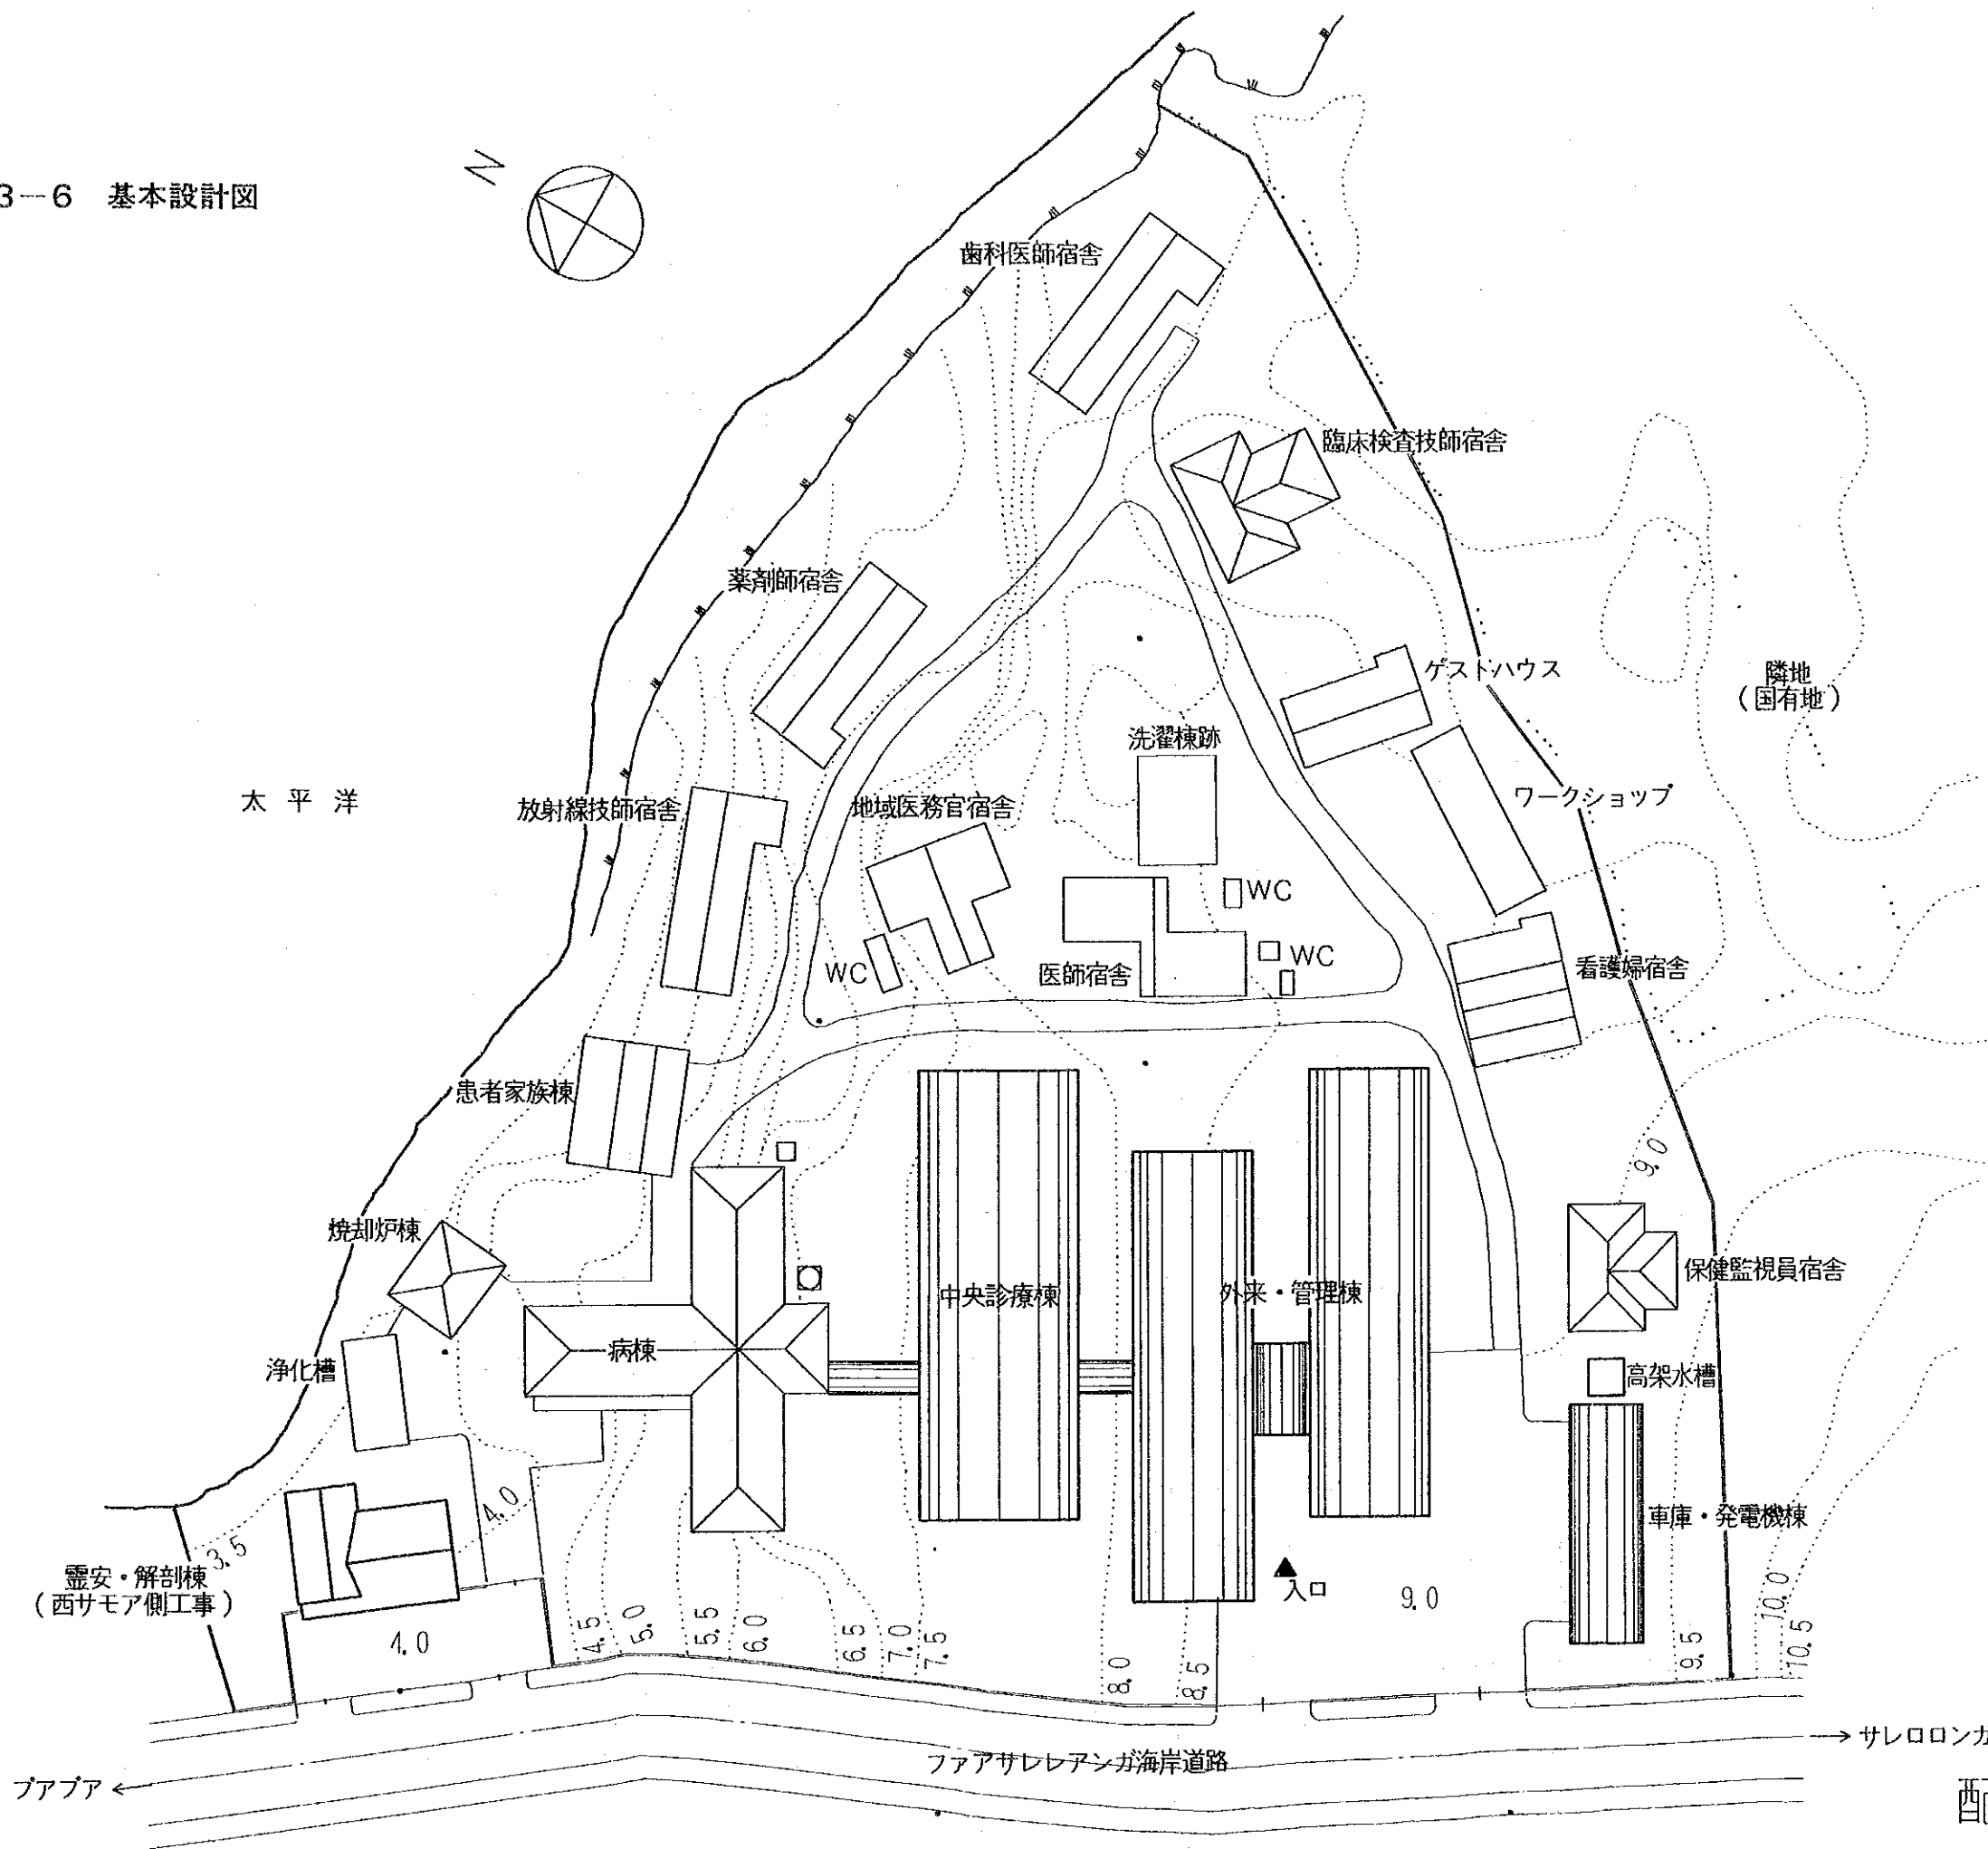 3－6　基本設計図
N
歯科医師宿舎
臨床検査技師宿舎
薬剤師宿舎
ゲストハウス
隣地
（国有地）
洗濯棟跡
太平洋
放射線技師宿舎
地域医務官宿舎
ワークショップ
WC
WC
WC
医師宿舎
看護婦宿舎
患者家族棟
9.0
焼却炉棟
中央診療棟
外来・管理棟
保健監視員宿舎
病棟
浄化槽
高架水槽
4.0
3.5
車庫・発電機棟
霊安・解剖棟
（西サモア側工事）
入口
9.0
4.0
4.5
5.0
5.5
6.0
6.5
7.0
7.5
8.0
8.5
9.5
10.0
10.5
ファアサレレアンガ海岸道路
サレロロンガ
プアプア
配